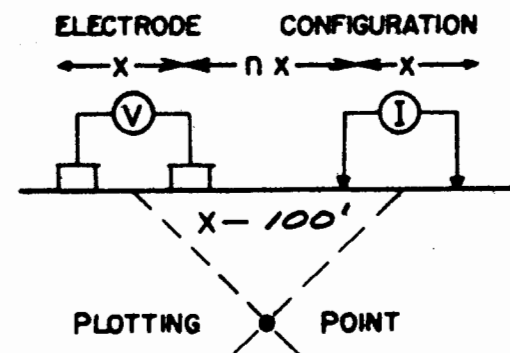 ELECTRODE CONFIGURATION
X n X X
V I
X — 100'
PLOTTING POINT